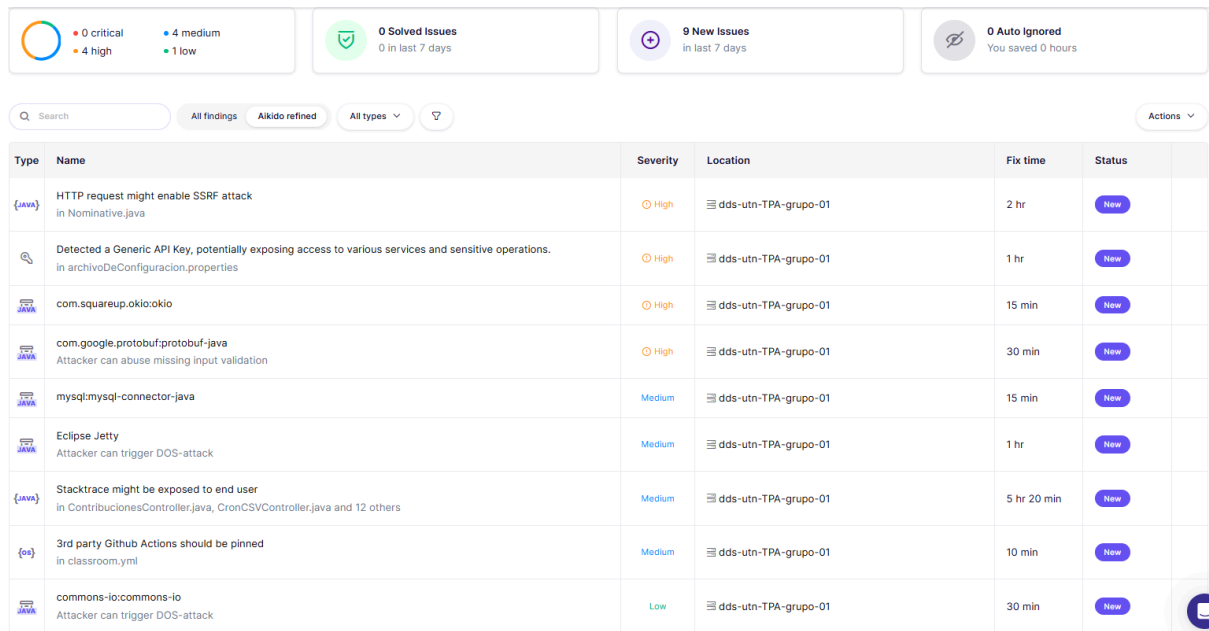 0 critical
4 medium
4 high
1 low
0 Solved Issues
0 in last 7 days
9 New Issues
in last 7 days
0 Auto Ignored
You saved 0 hours
Search
All findings
Aikido refined
All types
Actions
Type Name Severity Location Fix time Status
{JAVA} HTTP request might enable SSRF attack High dds-utn-TPA-grupo-01 2 hr New
in Nominative.java
Detected a Generic API Key, potentially exposing access to various services and sensitive operations. High dds-utn-TPA-grupo-01 1 hr New
in archivoDeConfiguracion.properties
JAVA com.squareup.okio:okio High dds-utn-TPA-grupo-01 15 min New
JAVA com.google.protobuf:protobuf-java High dds-utn-TPA-grupo-01 30 min New
Attacker can abuse missing input validation
JAVA mysql:mysql-connector-java Medium dds-utn-TPA-grupo-01 15 min New
JAVA Eclipse Jetty Medium dds-utn-TPA-grupo-01 1 hr New
Attacker can trigger DOS-attack
{JAVA} Stacktrace might be exposed to end user Medium dds-utn-TPA-grupo-01 5 hr 20 min New
in ContribucionesController.java, CronCSVController.java and 12 others
{OS} 3rd party Github Actions should be pinned Medium dds-utn-TPA-grupo-01 10 min New
in classroom.yml
JAVA commons-io:commons-io Low dds-utn-TPA-grupo-01 30 min New
Attacker can trigger DOS-attack